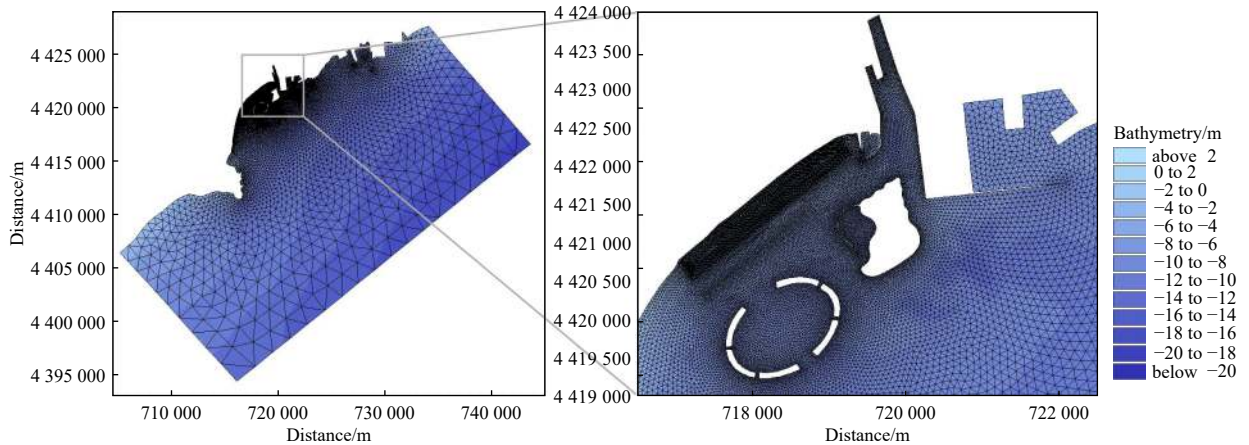 4 425 000
4 420 000
4 415 000
4 410 000
4 405 000
4 400 000
4 395 000
Distance/m
710 000
720 000
730 000
740 000
Distance/m
4 424 000
4 423 500
4 423 000
4 422 500
4 422 000
4 421 500
4 421 000
4 420 500
4 420 000
4 419 500
4 419 000
718 000
720 000
722 000
Distance/m
Bathymetry/m
above 2
0 to 2
−2 to 0
−4 to −2
−6 to −4
−8 to −6
−10 to −8
−12 to −10
−14 to −12
−16 to −14
−18 to −16
−20 to −18
below −20